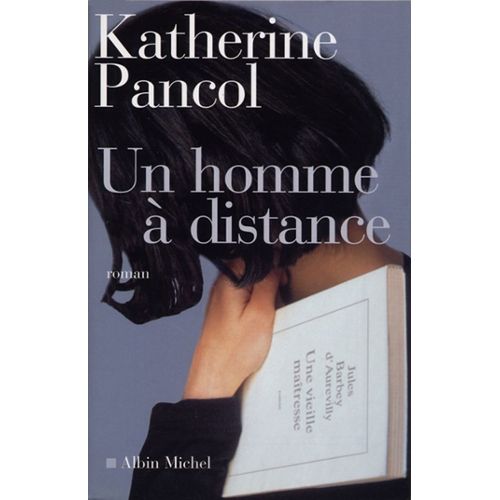 Katherine
Pancol
Un homme
à distance
roman
Jules
Barbey
d'Aurevilly
Une vieille
maîtresse
Albin Michel